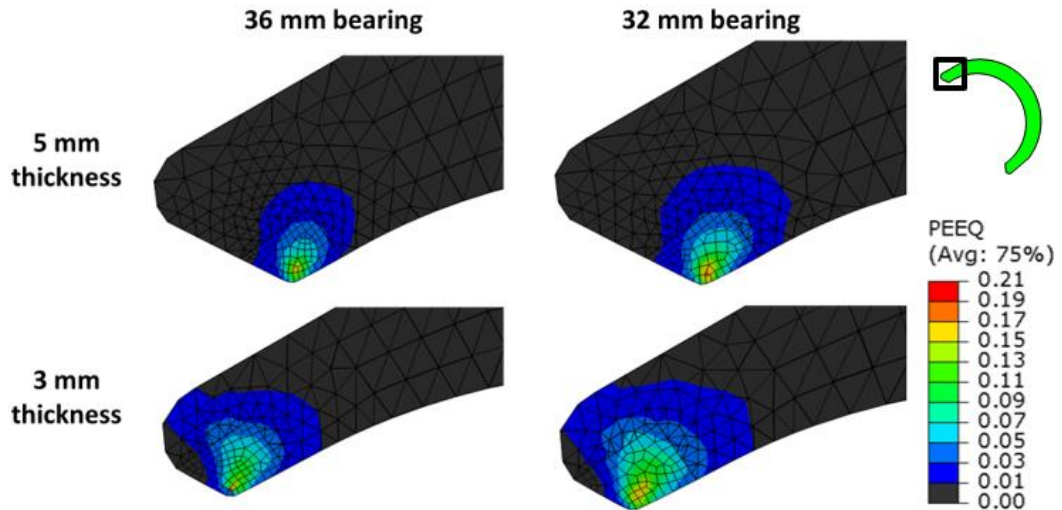 36 mm bearing
32 mm bearing
5 mm
thickness
3 mm
thickness
PEEQ
(Avg: 75%)
0.21
0.19
0.17
0.15
0.13
0.11
0.09
0.07
0.05
0.03
0.01
0.00